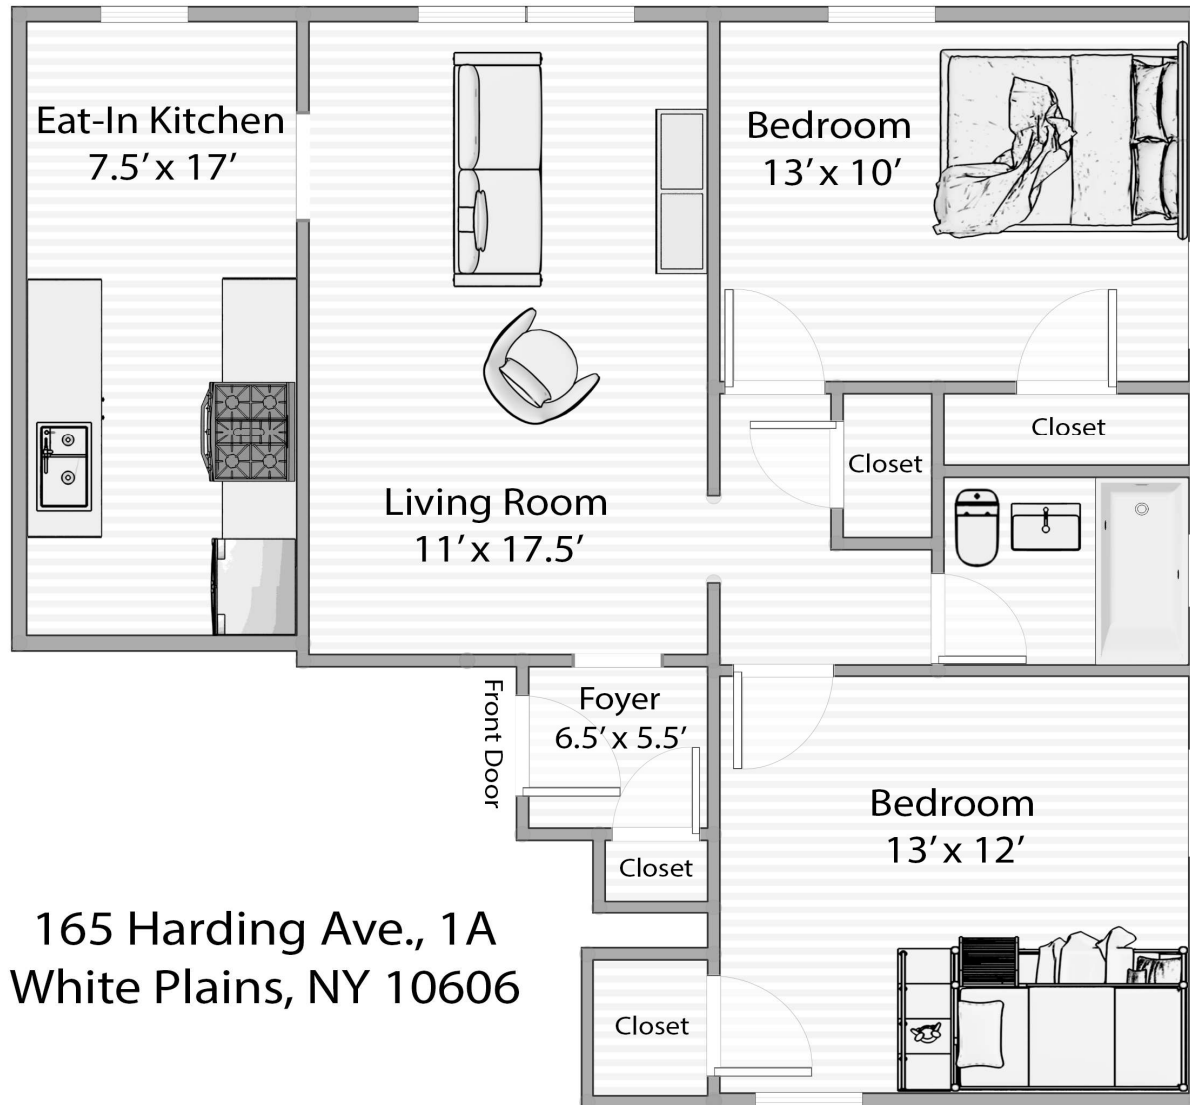 Eat-In Kitchen
7.5’ x 17’
Bedroom
13’ x 10’
Closet
Closet
Living Room
11’ x 17.5’
Front Door
Foyer
6.5’ x 5.5’
Bedroom
13’ x 12’
Closet
165 Harding Ave., 1A
White Plains, NY 10606
Closet